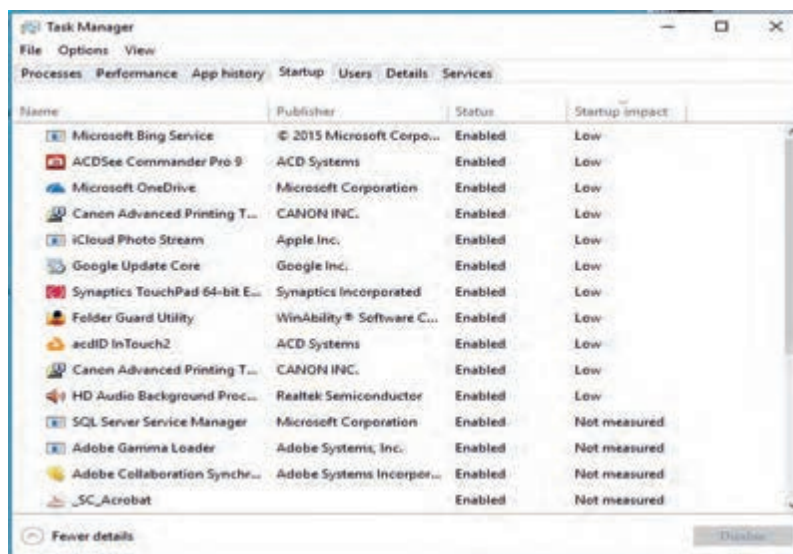 Task Manager
File Options View
Processes Performance App history Startup Users Details Services
Name Publisher Status Startup impact
Microsoft Bing Service © 2015 Microsoft Corpo... Enabled Low
ACDSee Commander Pro 9 ACD Systems Enabled Low
Microsoft OneDrive Microsoft Corporation Enabled Low
Canon Advanced Printing T... CANON INC. Enabled Low
iCloud Photo Stream Apple Inc. Enabled Low
Google Update Core Google Inc. Enabled Low
Synaptics TouchPad 64-bit E... Synaptics Incorporated Enabled Low
Folder Guard Utility WinAbility® Software C... Enabled Low
acdID InTouch2 ACD Systems Enabled Low
Canon Advanced Printing T... CANON INC. Enabled Low
HD Audio Background Proc... Realtek Semiconductor Enabled Low
SQL Server Service Manager Microsoft Corporation Enabled Not measured
Adobe Gamma Loader Adobe Systems, Inc. Enabled Not measured
Adobe Collaboration Synchr... Adobe Systems Incorpor... Enabled Not measured
_SC_Acrobat Enabled Not measured
Fewer details Disable